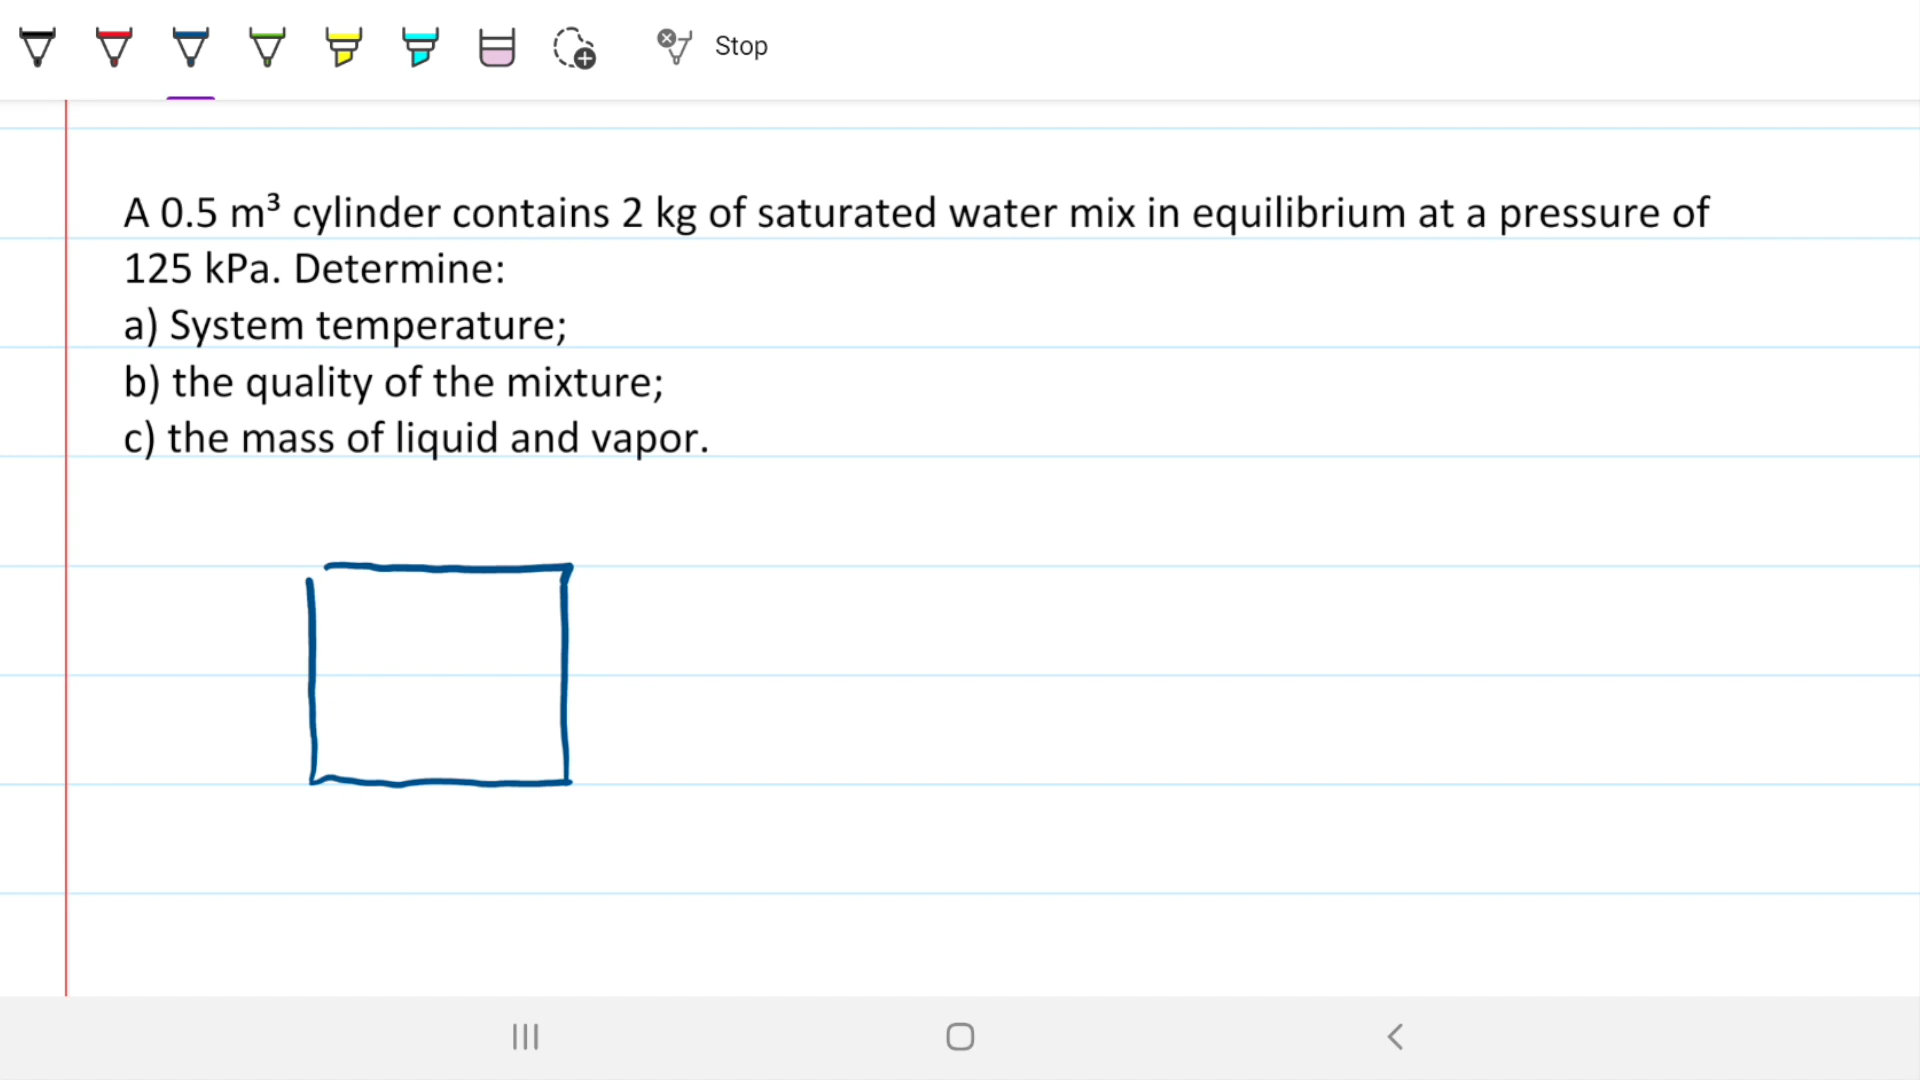 Stop
A 0.5 m³ cylinder contains 2 kg of saturated water mix in equilibrium at a pressure of
125 kPa. Determine:
a) System temperature;
b) the quality of the mixture;
c) the mass of liquid and vapor.